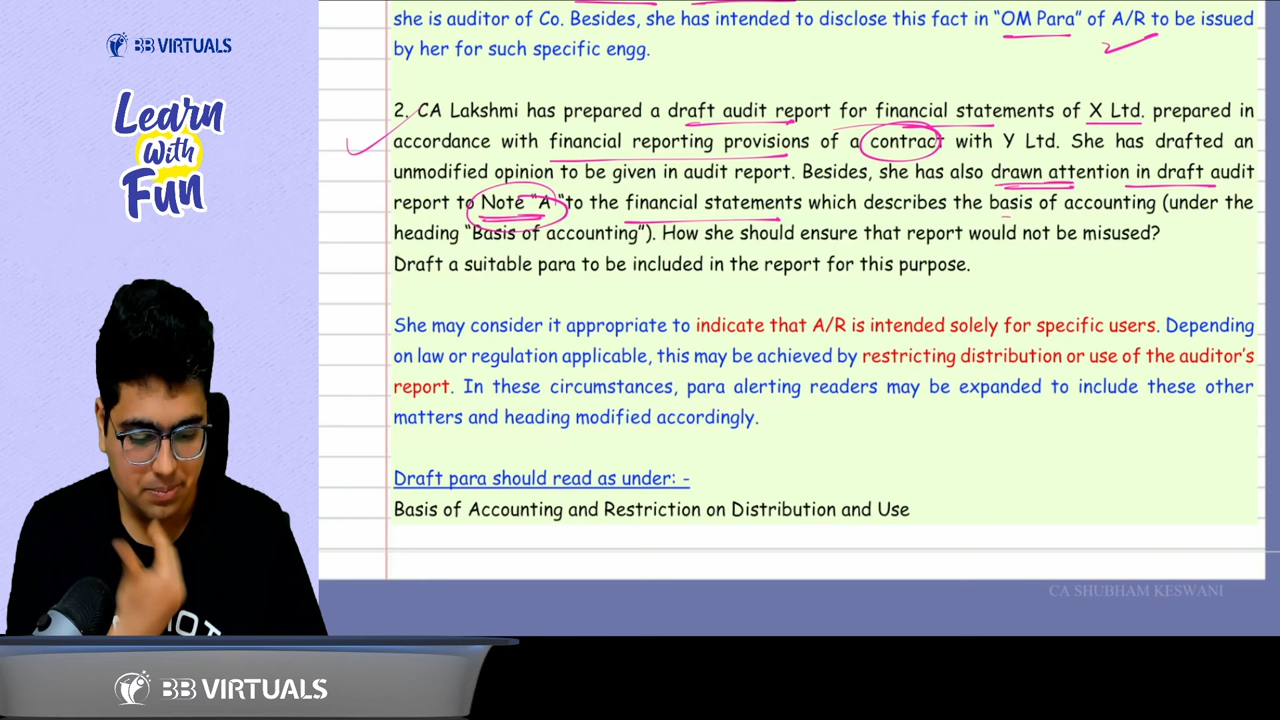 she is auditor of Co. Besides, she has intended to disclose this fact in "OM Para" of A/R to be issued
by her for such specific engg.
BB VIRTUALS
Learn
With
Fun
2. CA Lakshmi has prepared a draft audit report for financial statements of X Ltd. prepared in
accordance with financial reporting provisions of a contract with Y Ltd. She has drafted an
unmodified opinion to be given in audit report. Besides, she has also drawn attention in draft audit
report to Note "A "to the financial statements which describes the basis of accounting (under the
heading "Basis of accounting"). How she should ensure that report would not be misused?
Draft a suitable para to be included in the report for this purpose.
She may consider it appropriate to indicate that A/R is intended solely for specific users. Depending
on law or regulation applicable, this may be achieved by restricting distribution or use of the auditor's
report. In these circumstances, para alerting readers may be expanded to include these other
matters and heading modified accordingly.
Draft para should read as under: -
Basis of Accounting and Restriction on Distribution and Use
CA SHUBHAM KESWANI
BB VIRTUALS